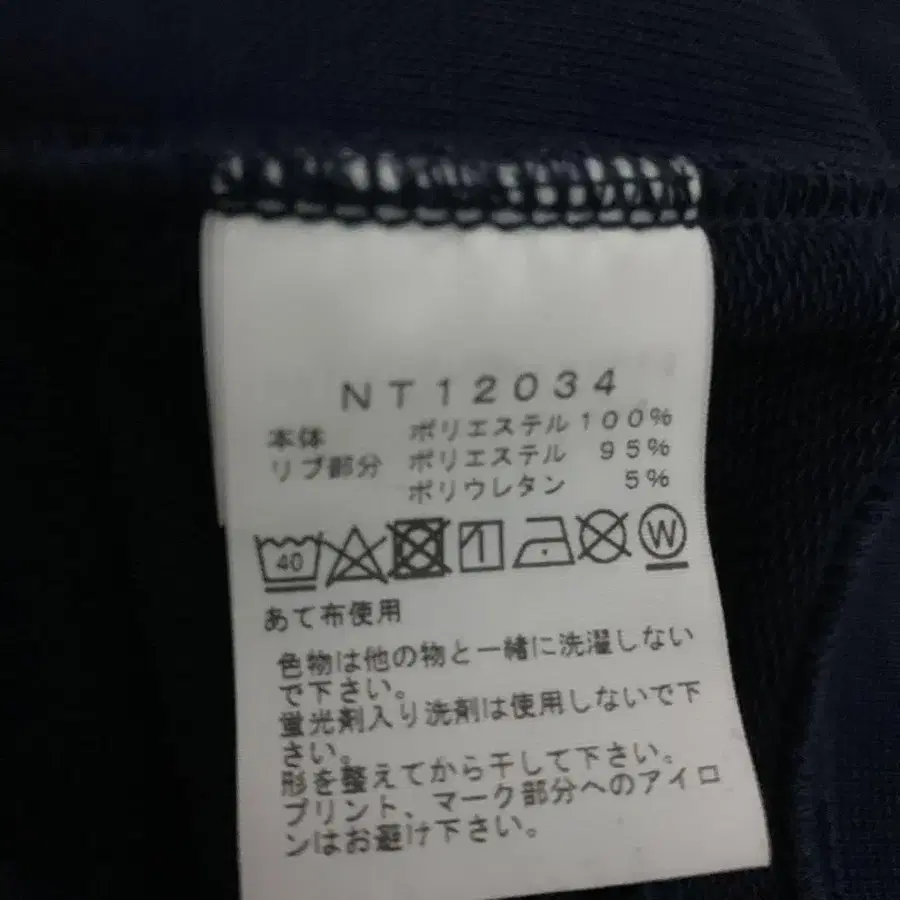 NT12034
本体 ポリエステル 100%
リブ部分 ポリエステル 95%
ポリウレタン 5%
40 W
あて布使用
色物は他の物と一緒に洗濯しない
で下さい。
蛍光剤入り洗剤は使用しないで下
さい。
形を整えてから干して下さい。
プリント、マーク部分へのアイロ
ンはお避け下さい。